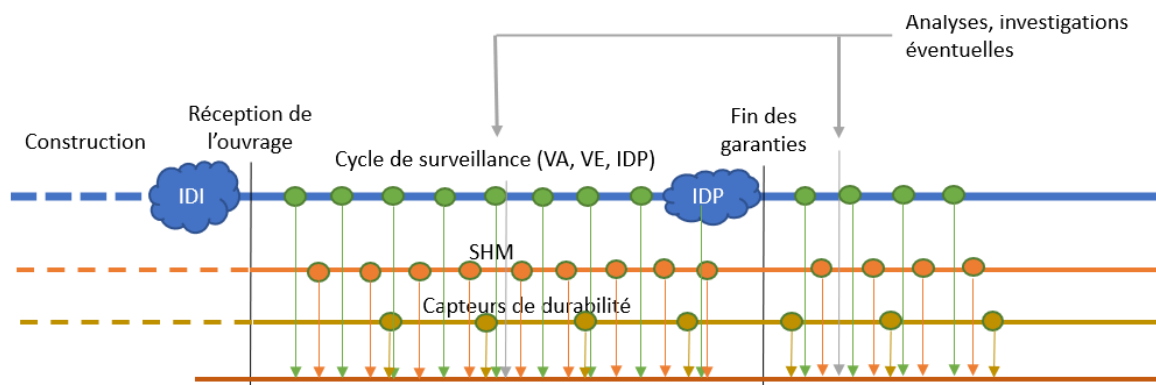 Analyses, investigations
éventuelles
Construction
Réception de
l’ouvrage
Fin des
garanties
Cycle de surveillance (VA, VE, IDP)
IDI
IDP
SHM
Capteurs de durabilité